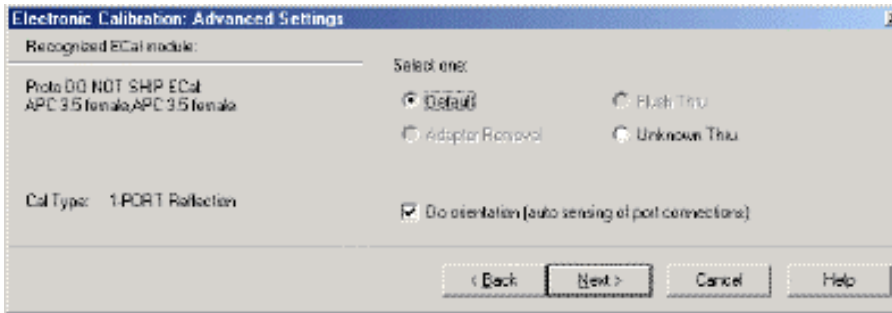 Electronic Calibration: Advanced Settings
Recognized ECal module:
Proto DO NOT SHIP ECal
APC 3.5 female,APC 3.5 female
Cal Type: 1-PORT Reflection
Select one:
Default
Flush Thru
Adapter Removal
Unknown Thru
Do orientation (auto sensing of port connections)
< Back
Next >
Cancel
Help